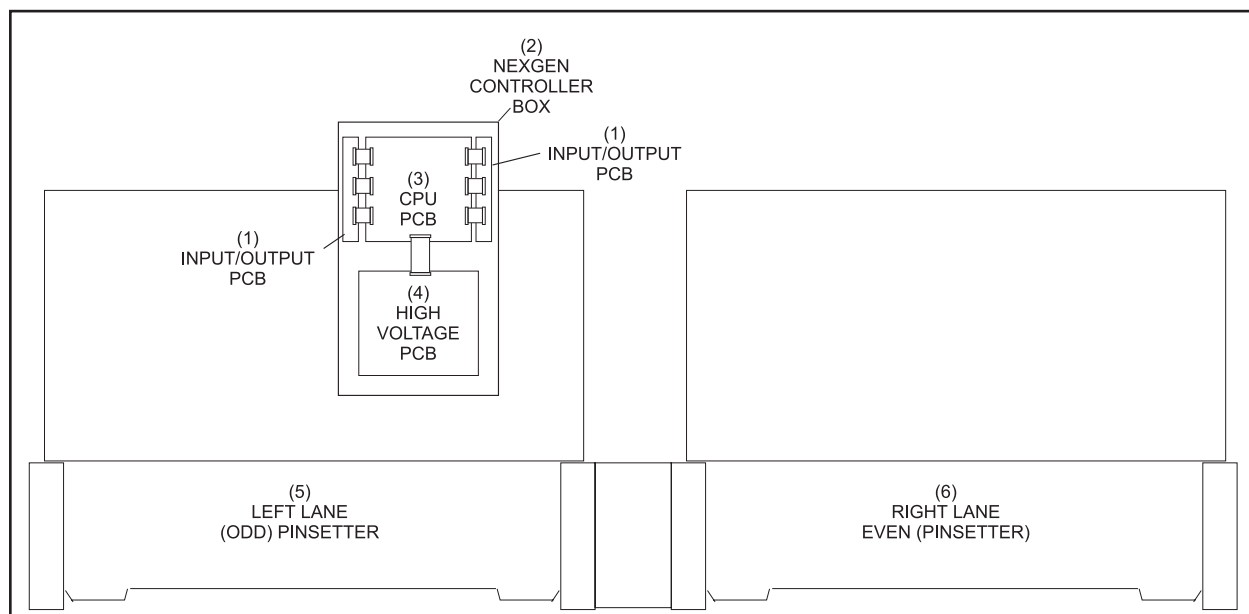 (2)
NEXGEN
CONTROLLER
BOX
(1)
INPUT/OUTPUT
PCB
(3)
CPU
PCB
(1)
INPUT/OUTPUT
PCB
(4)
HIGH
VOLTAGE
PCB
(5)
LEFT LANE
(ODD) PINSETTER
(6)
RIGHT LANE
EVEN (PINSETTER)